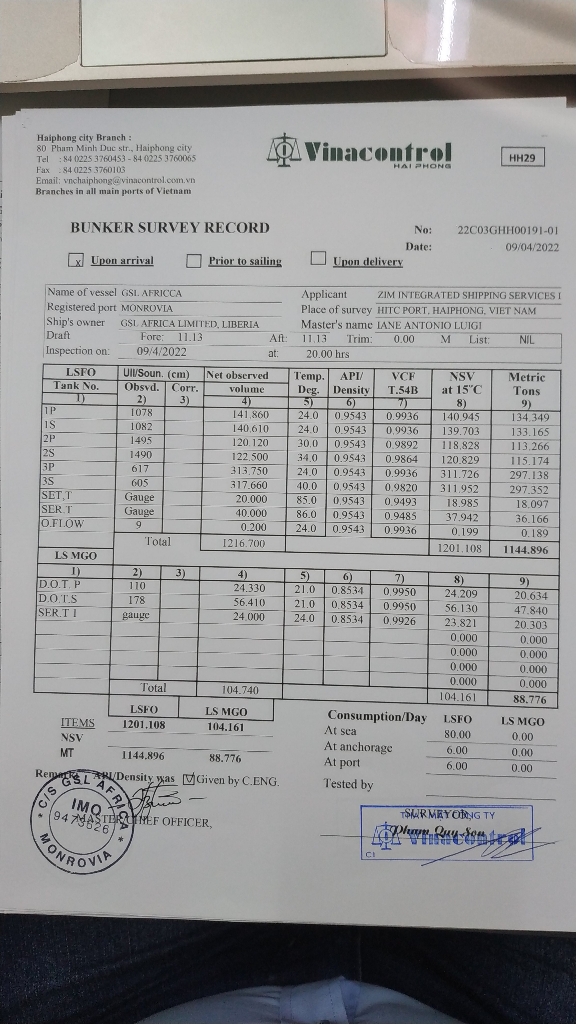 Haiphong city Branch :
80 Pham Minh Duc str., Haiphong city
Tel : 84 0225 3760453 - 84 0225 3760065
Fax : 84 0225 3760103
Email: vnchaiphong@vinacontrol.com.vn
Branches in all main ports of Vietnam
Vinacontrol
HAI PHONG
HH29
BUNKER SURVEY RECORD
No: 22C03GHH00191-01
Date: 09/04/2022
x Upon arrival Prior to sailing Upon delivery
Name of vessel GSL AFRICCA Applicant ZIM INTEGRATED SHIPPING SERVICES
Registered port MONROVIA Place of survey HITC PORT, HAIPHONG, VIET NAM
Ship's owner GSL AFRICA LIMITED, LIBERIA Master's name IANE ANTONIO LUIGI
Draft Fore: 11.13 Aft: 11.13 Trim: 0.00 M List: NIL
Inspection on: 09/4/2022 at: 20.00 hrs
LSFO Ull/Soun. (cm) Net observed Temp. API/ VCF NSV Metric
Tank No. Obsvd. Corr. volume Deg. Density T.54B at 15°C Tons
1) 2) 3) 4) 5) 6) 7) 8) 9)
1P 1078 141.860 24.0 0.9543 0.9936 140.945 134.349
1S 1082 140.610 24.0 0.9543 0.9936 139.703 133.165
2P 1495 120.120 30.0 0.9543 0.9892 118.828 113.266
2S 1490 122.500 34.0 0.9543 0.9864 120.829 115.174
3P 617 313.750 24.0 0.9543 0.9936 311.726 297.138
3S 605 317.660 40.0 0.9543 0.9820 311.952 297.352
SET,T Gauge 20.000 85.0 0.9543 0.9493 18.985 18.097
SER.T Gauge 40.000 86.0 0.9543 0.9485 37.942 36.166
O.FLOW 9 0.200 24.0 0.9543 0.9936 0.199 0.189
Total 1216.700 1201.108 1144.896
LS MGO
1) 2) 3) 4) 5) 6) 7) 8) 9)
D.O.T. P 110 24.330 21.0 0.8534 0.9950 24.209 20.634
D.O.T.S 178 56.410 21.0 0.8534 0.9950 56.130 47.840
SER.T 1 gauge 24.000 24.0 0.8534 0.9926 23.821 20.303
0.000 0.000
0.000 0.000
0.000 0.000
0.000 0.000
Total 104.740 104.161 88.776
LSFO LS MGO
ITEMS 1201.108 104.161
NSV
MT 1144.896 88.776
Consumption/Day LSFO LS MGO
At sea 80.00 0.00
At anchorage 6.00 0.00
At port 6.00 0.00
Remark: API/Density was Given by C.ENG.
Tested by
MASTER/CHIEF OFFICER,
C/S GSL AFRICA
IMO
9473626
MONROVIA
SURVEYOR
Pham Quy Son
Vinacontrol